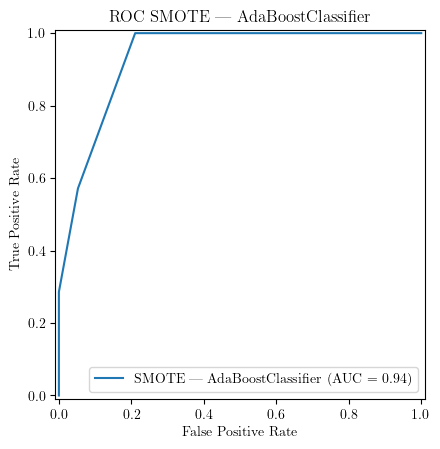 ROC SMOTE — AdaBoostClassifier
1.0
0.8
0.6
0.4
0.2
0.0
True Positive Rate
SMOTE — AdaBoostClassifier (AUC = 0.94)
0.0 0.2 0.4 0.6 0.8 1.0
False Positive Rate